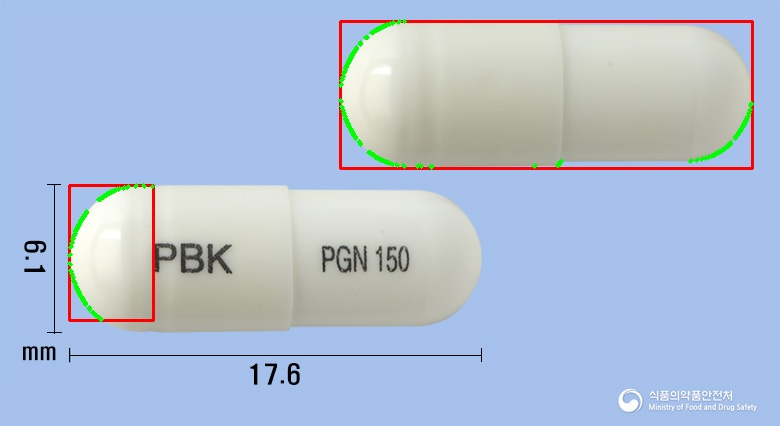 6.1
PBK PGN 150
mm
17.6
식품의약품안전처
Ministry of Food and Drug Safety